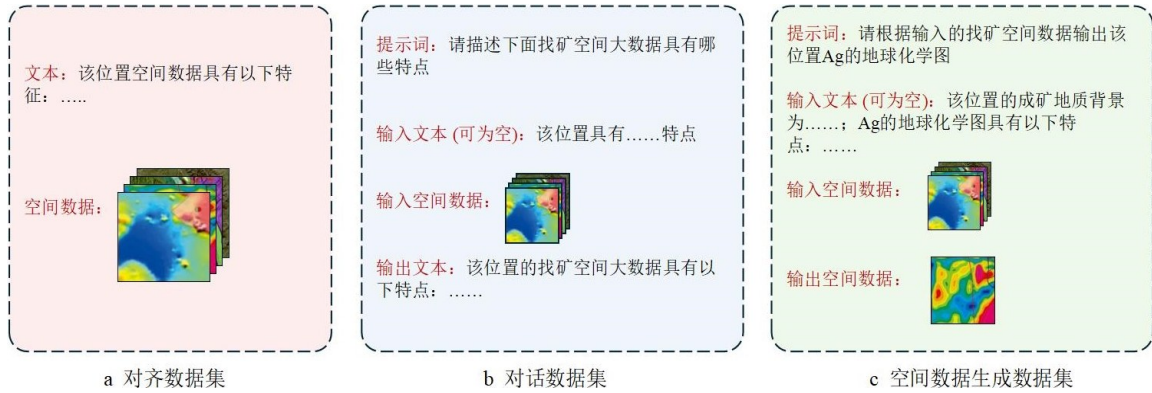 文本：该位置空间数据具有以下特
征：…..
空间数据：
a 对齐数据集
提示词：请描述下面找矿空间大数据具有哪
些特点
输入文本 (可为空)：该位置具有……特点
输入空间数据：
输出文本：该位置的找矿空间大数据具有以
下特点：……
b 对话数据集
提示词：请根据输入的找矿空间数据输出该
位置Ag的地球化学图
输入文本 (可为空)：该位置的成矿地质背景
为……；Ag的地球化学图具有以下特
点：……
输入空间数据：
输出空间数据：
c 空间数据生成数据集